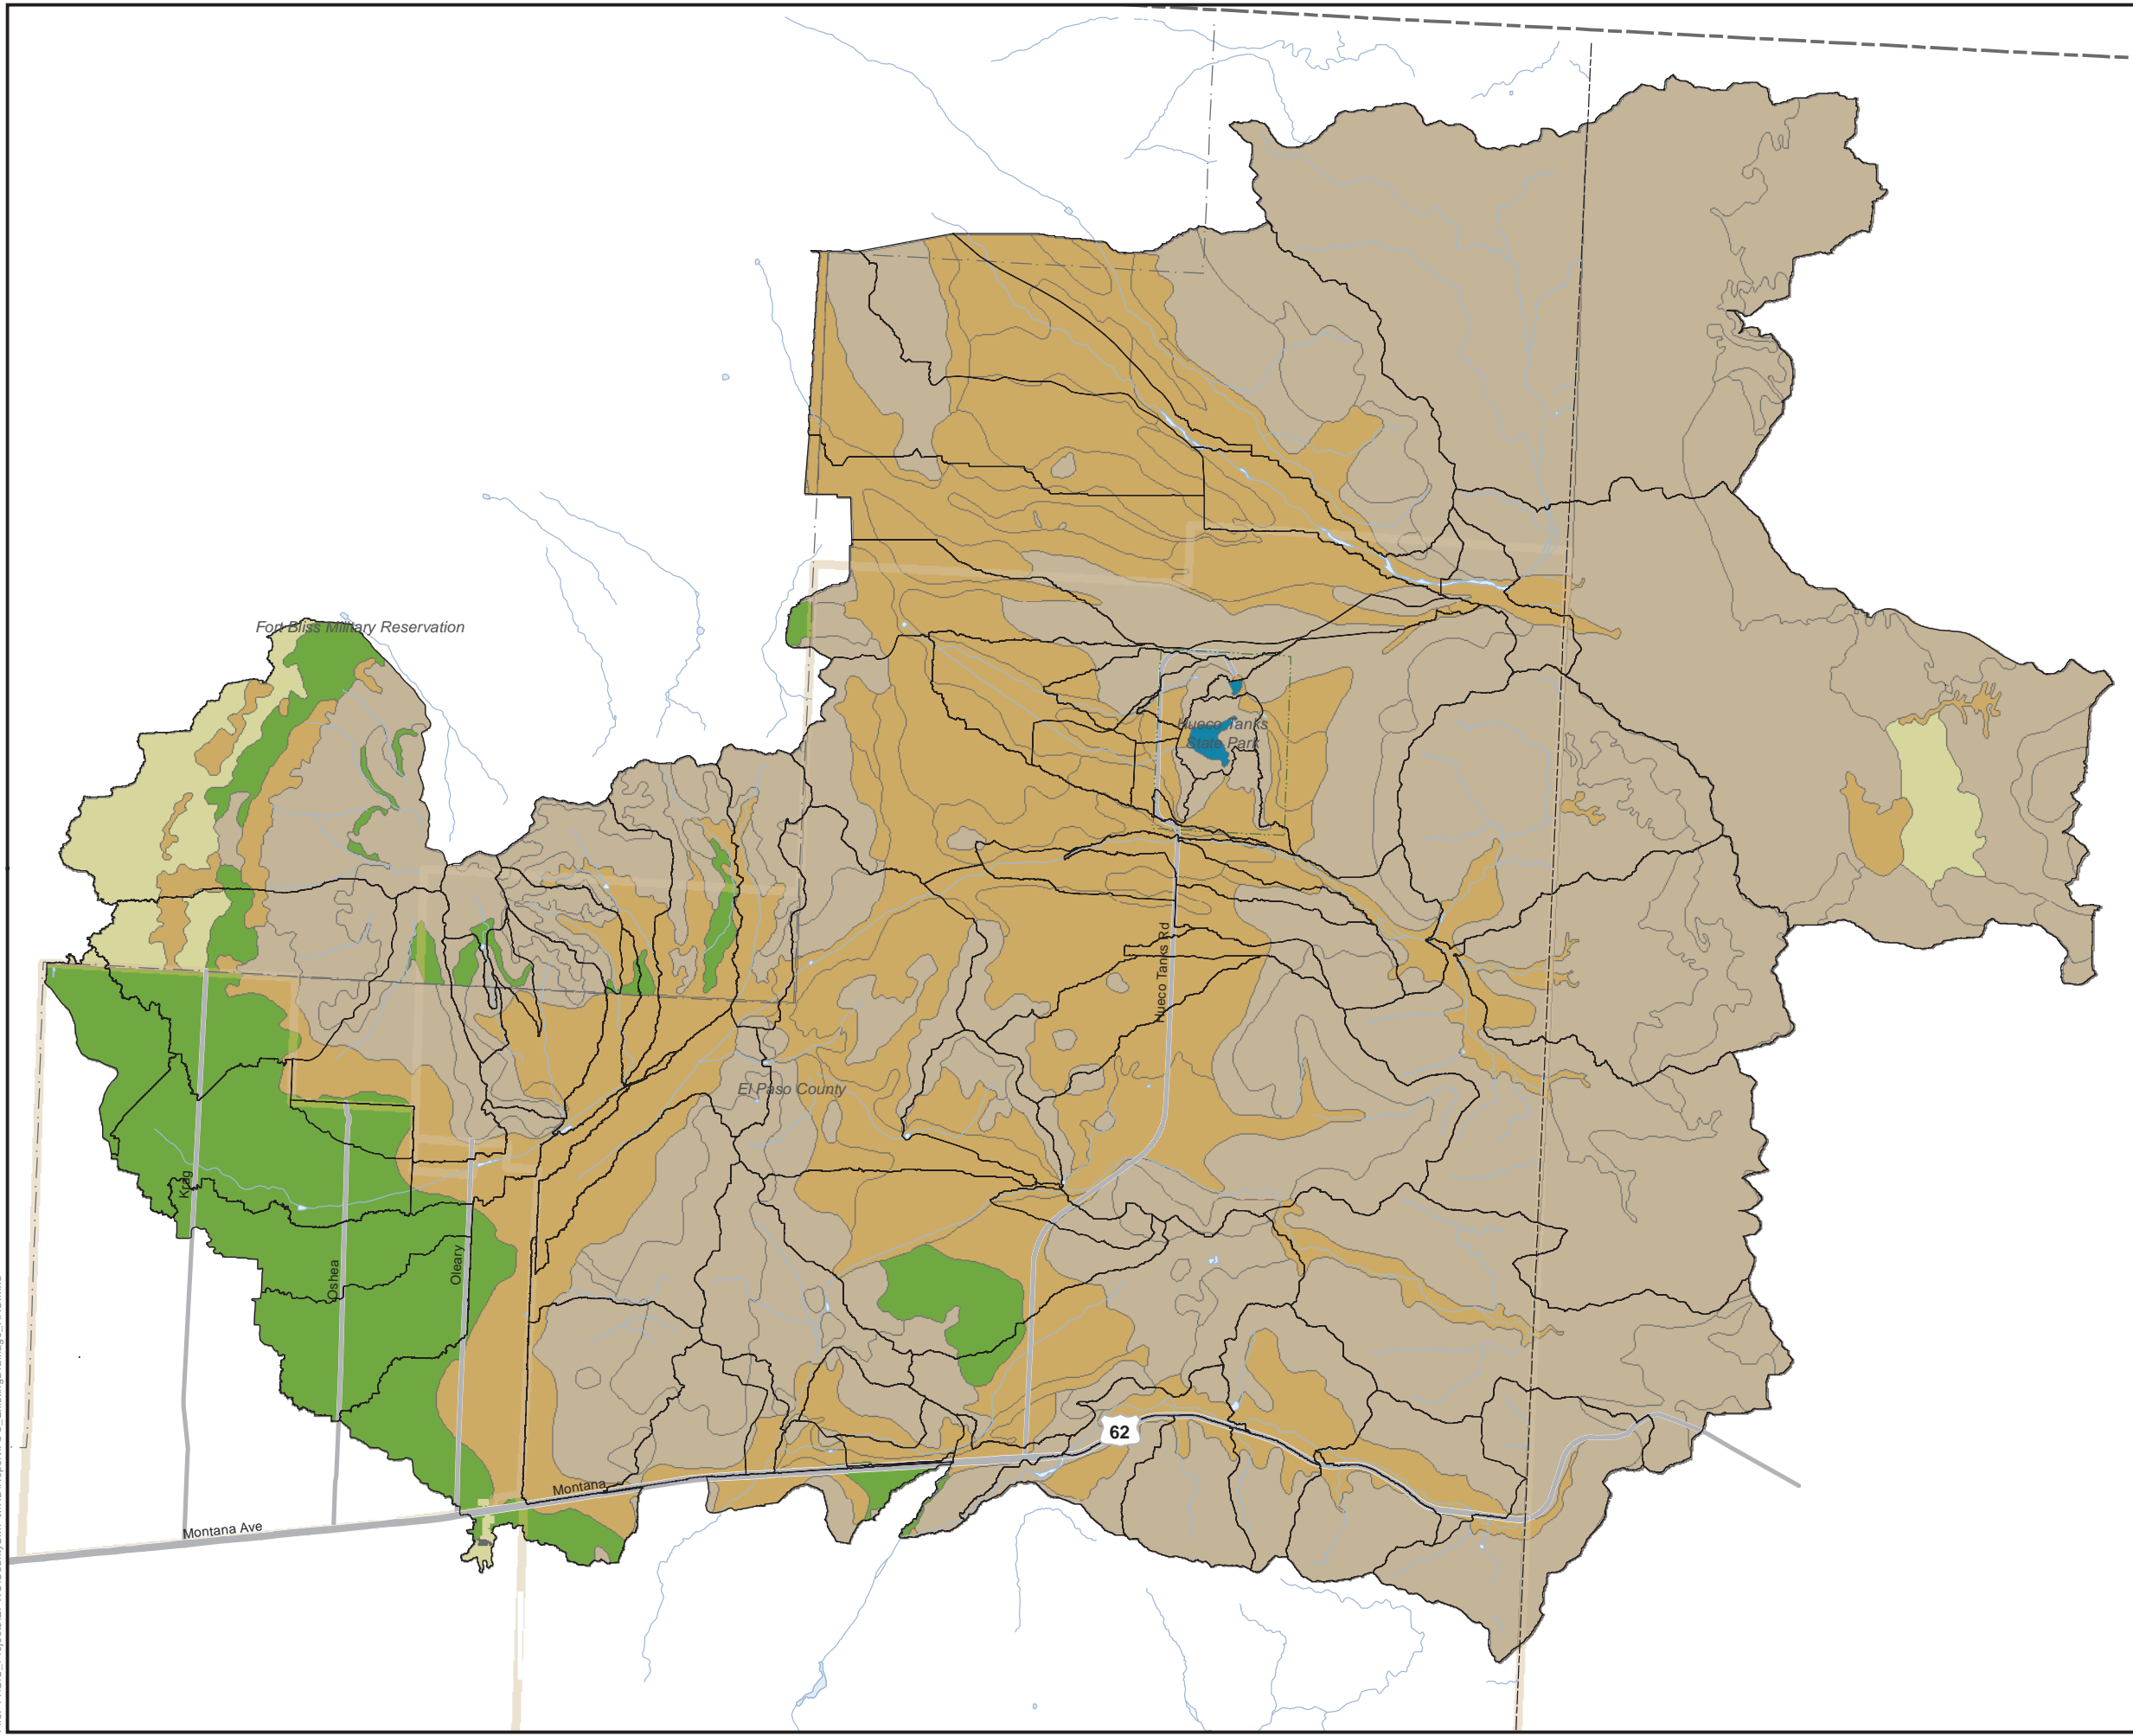 Fort Bliss Military Reservation
Hueco Tanks
State Park
Hueco Tanks Rd
El Paso County
Krag
Oshea
Oleary
62
Montana
Montana Ave